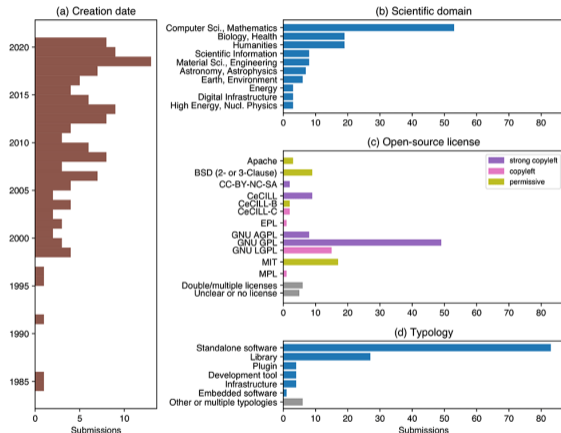 (a) Creation date
2020
2015
2010
2005
2000
1995
1990
1985
0
5
10
Submissions
(b) Scientific domain
Computer Sci., Mathematics
Biology, Health
Humanities
Scientific Information
Material Sci., Engineering
Astronomy, Astrophysics
Earth, Environment
Energy
Digital Infrastructure
High Energy, Nucl. Physics
0
10
20
30
40
50
60
70
80
(c) Open-source license
Apache
BSD (2- or 3-Clause)
CC-BY-NC-SA
CeCILL
CeCILL-B
CeCILL-C
EPL
GNU AGPL
GNU GPL
GNU LGPL
MIT
MPL
Double/multiple licenses
Unclear or no license
strong copyleft
copyleft
permissive
0
10
20
30
40
50
60
70
80
(d) Typology
Standalone software
Library
Plugin
Development tool
Infrastructure
Embedded software
Other or multiple typologies
0
10
20
30
40
50
60
70
80
Submissions